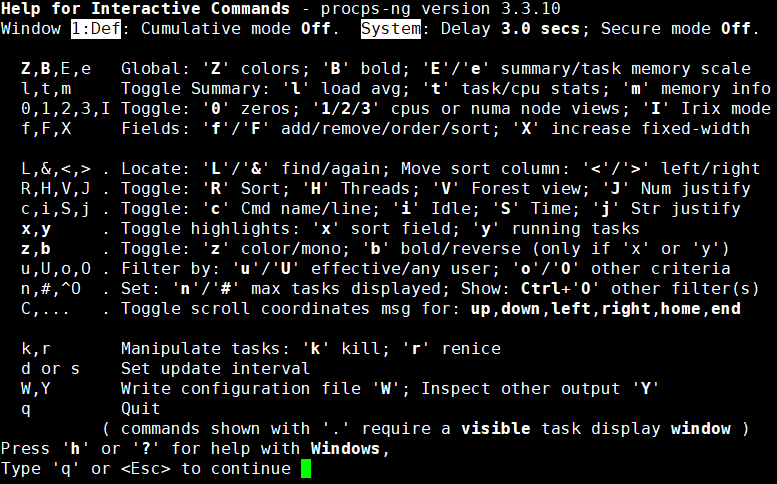 Help for Interactive Commands - procps-ng version 3.3.10
Window 1:Def: Cumulative mode Off.  System: Delay 3.0 secs; Secure mode Off.

  Z,B,E,e   Global: 'Z' colors; 'B' bold; 'E'/'e' summary/task memory scale
  l,t,m     Toggle Summary: 'l' load avg; 't' task/cpu stats; 'm' memory info
  0,1,2,3,I Toggle: '0' zeros; '1/2/3' cpus or numa node views; 'I' Irix mode
  f,F,X     Fields: 'f'/'F' add/remove/order/sort; 'X' increase fixed-width

  L,&,<,> . Locate: 'L'/'&' find/again; Move sort column: '<'/'>' left/right
  R,H,V,J . Toggle: 'R' Sort; 'H' Threads; 'V' Forest view; 'J' Num justify
  c,i,S,j . Toggle: 'c' Cmd name/line; 'i' Idle; 'S' Time; 'j' Str justify
  x,y     . Toggle highlights: 'x' sort field; 'y' running tasks
  z,b     . Toggle: 'z' color/mono; 'b' bold/reverse (only if 'x' or 'y')
  u,U,o,O . Filter by: 'u'/'U' effective/any user; 'o'/'O' other criteria
  n,#,^O  . Set: 'n'/'#' max tasks displayed; Show: Ctrl+'O' other filter(s)
  C,...   . Toggle scroll coordinates msg for: up,down,left,right,home,end

  k,r       Manipulate tasks: 'k' kill; 'r' renice
  d or s    Set update interval
  W,Y       Write configuration file 'W'; Inspect other output 'Y'
  q         Quit
          ( commands shown with '.' require a visible task display window )
Press 'h' or '?' for help with Windows,
Type 'q' or <Esc> to continue